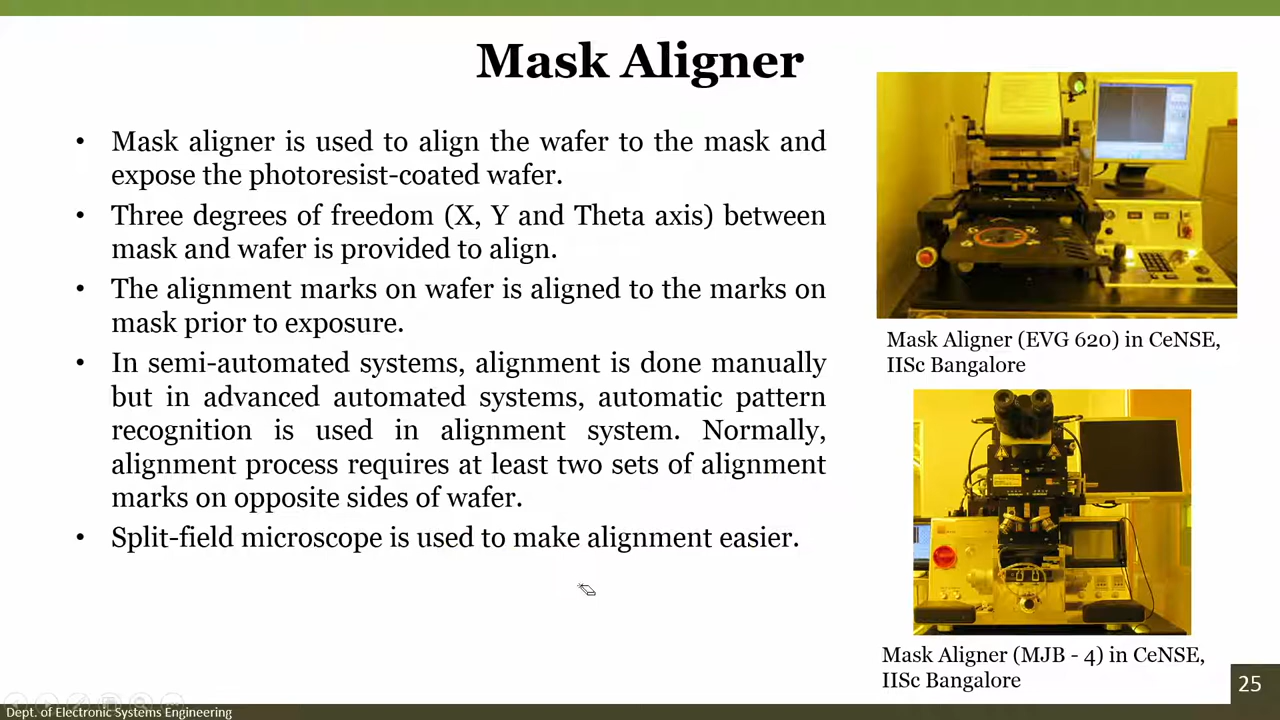 Mask Aligner
• Mask aligner is used to align the wafer to the mask and
expose the photoresist-coated wafer.
• Three degrees of freedom (X, Y and Theta axis) between
mask and wafer is provided to align.
• The alignment marks on wafer is aligned to the marks on
mask prior to exposure.
• In semi-automated systems, alignment is done manually
but in advanced automated systems, automatic pattern
recognition is used in alignment system. Normally,
alignment process requires at least two sets of alignment
marks on opposite sides of wafer.
• Split-field microscope is used to make alignment easier.
Mask Aligner (EVG 620) in CeNSE,
IISc Bangalore
Mask Aligner (MJB - 4) in CeNSE,
IISc Bangalore
25
Dept. of Electronic Systems Engineering